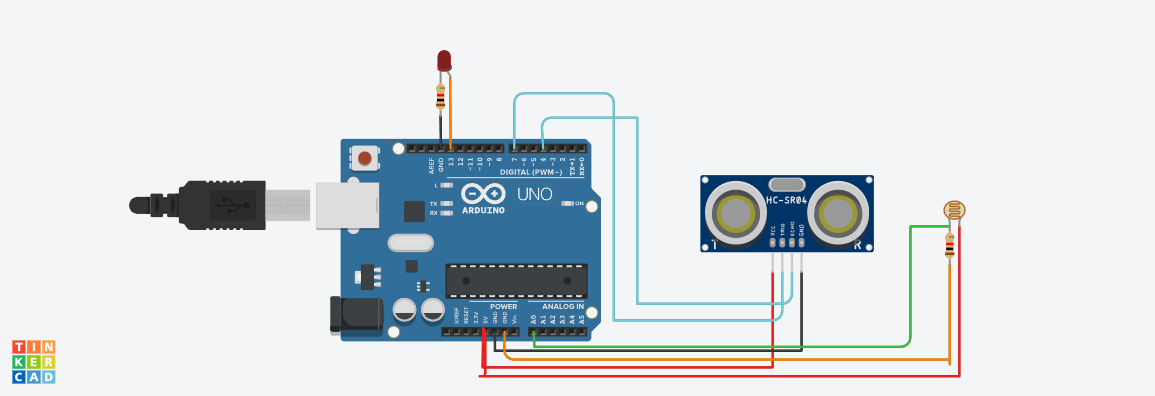 AREF
GND
13
12
~11
~10
~9
8
7
~6
~5
4
~3
2
TX→1
RX←0
DIGITAL (PWM~)
L
TX
RX
ARDUINO
UNO
ON
HC-SR04
VCC
TRIG
ECHO
GND
T
R
POWER
ANALOG IN
IOREF
RESET
3.3V
5V
GND
GND
Vin
A0
A1
A2
A3
A4
A5
TIN
KER
CAD